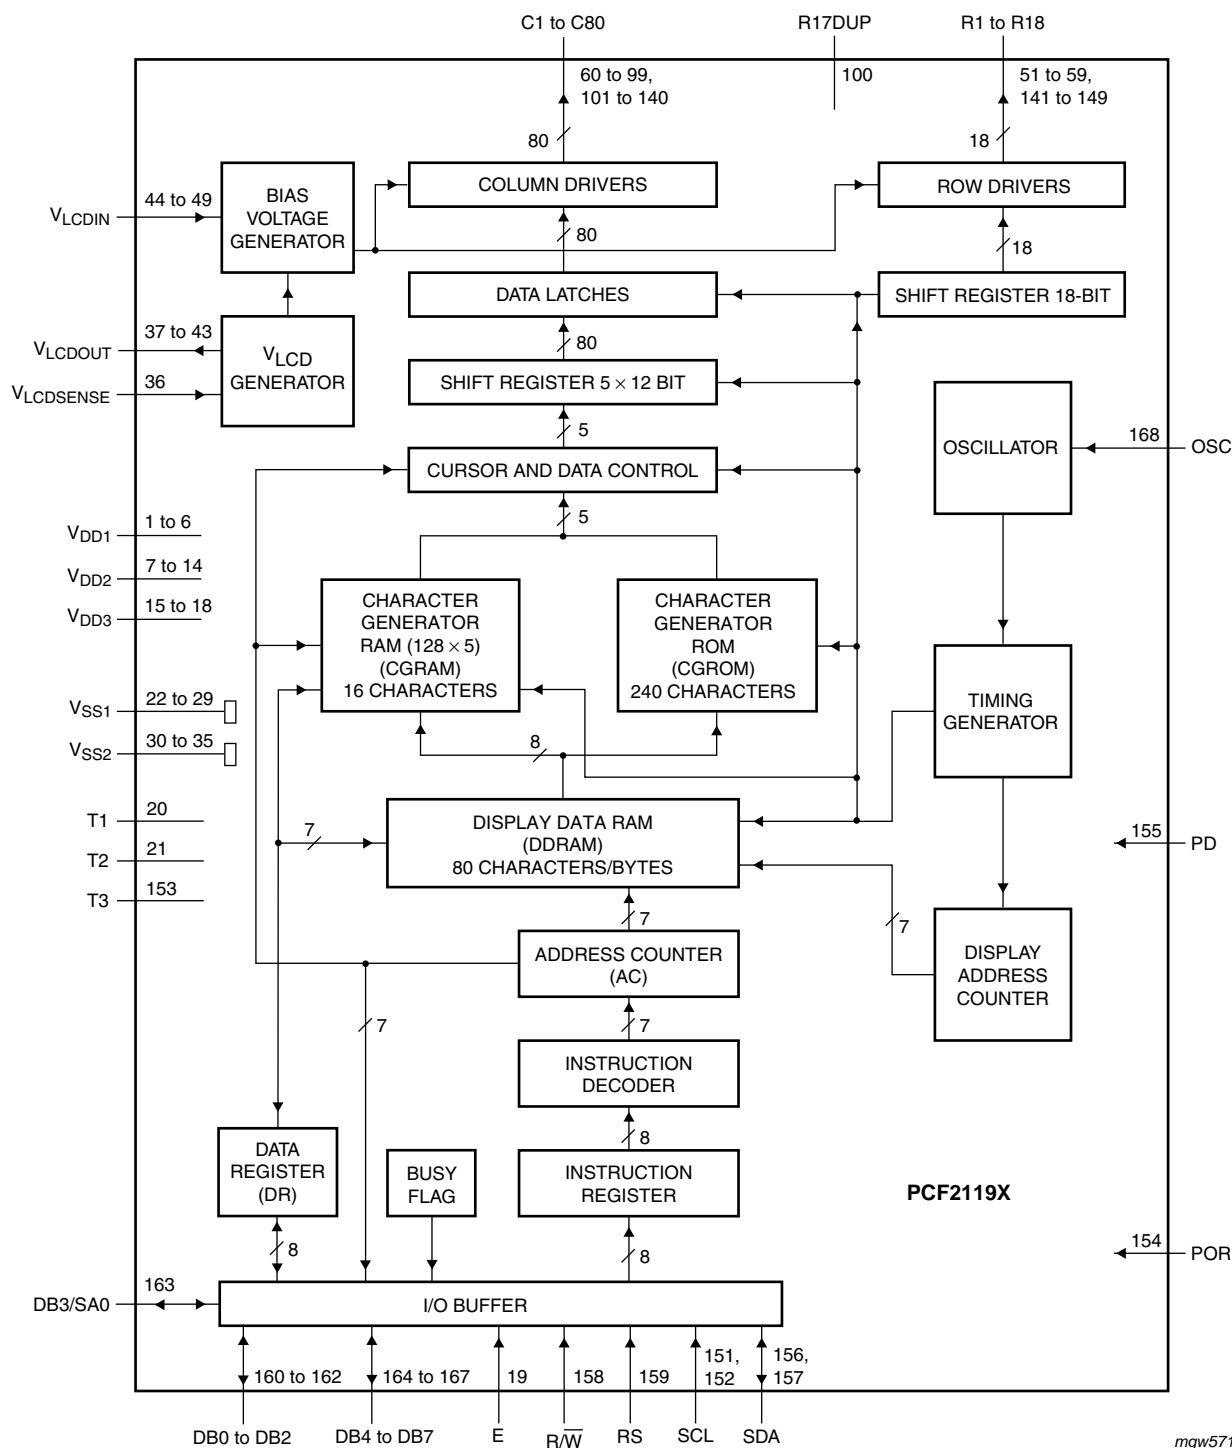 C1 to C80
R17DUP
R1 to R18
60 to 99,
101 to 140
100
51 to 59,
141 to 149
80
18
COLUMN DRIVERS
ROW DRIVERS
BIAS
VOLTAGE
GENERATOR
VLCDIN
44 to 49
80
18
DATA LATCHES
SHIFT REGISTER 18-BIT
VLCDOUT
37 to 43
VLCD
GENERATOR
VLCDSENSE
36
80
SHIFT REGISTER 5 × 12 BIT
5
OSCILLATOR
168
OSC
CURSOR AND DATA CONTROL
5
VDD1
1 to 6
VDD2
7 to 14
VDD3
15 to 18
CHARACTER
GENERATOR
RAM (128 × 5)
(CGRAM)
16 CHARACTERS
CHARACTER
GENERATOR
ROM
(CGROM)
240 CHARACTERS
VSS1
22 to 29
VSS2
30 to 35
TIMING
GENERATOR
8
T1
20
T2
21
T3
153
7
DISPLAY DATA RAM
(DDRAM)
80 CHARACTERS/BYTES
155
PD
7
7
ADDRESS COUNTER
(AC)
DISPLAY
ADDRESS
COUNTER
7
7
INSTRUCTION
DECODER
8
DATA
REGISTER
(DR)
BUSY
FLAG
INSTRUCTION
REGISTER
PCF2119X
8
8
154
POR
DB3/SA0
163
I/O BUFFER
160 to 162
164 to 167
19
158
159
151,
152
156,
157
DB0 to DB2
DB4 to DB7
E
R/W̅
RS
SCL
SDA
mgw571